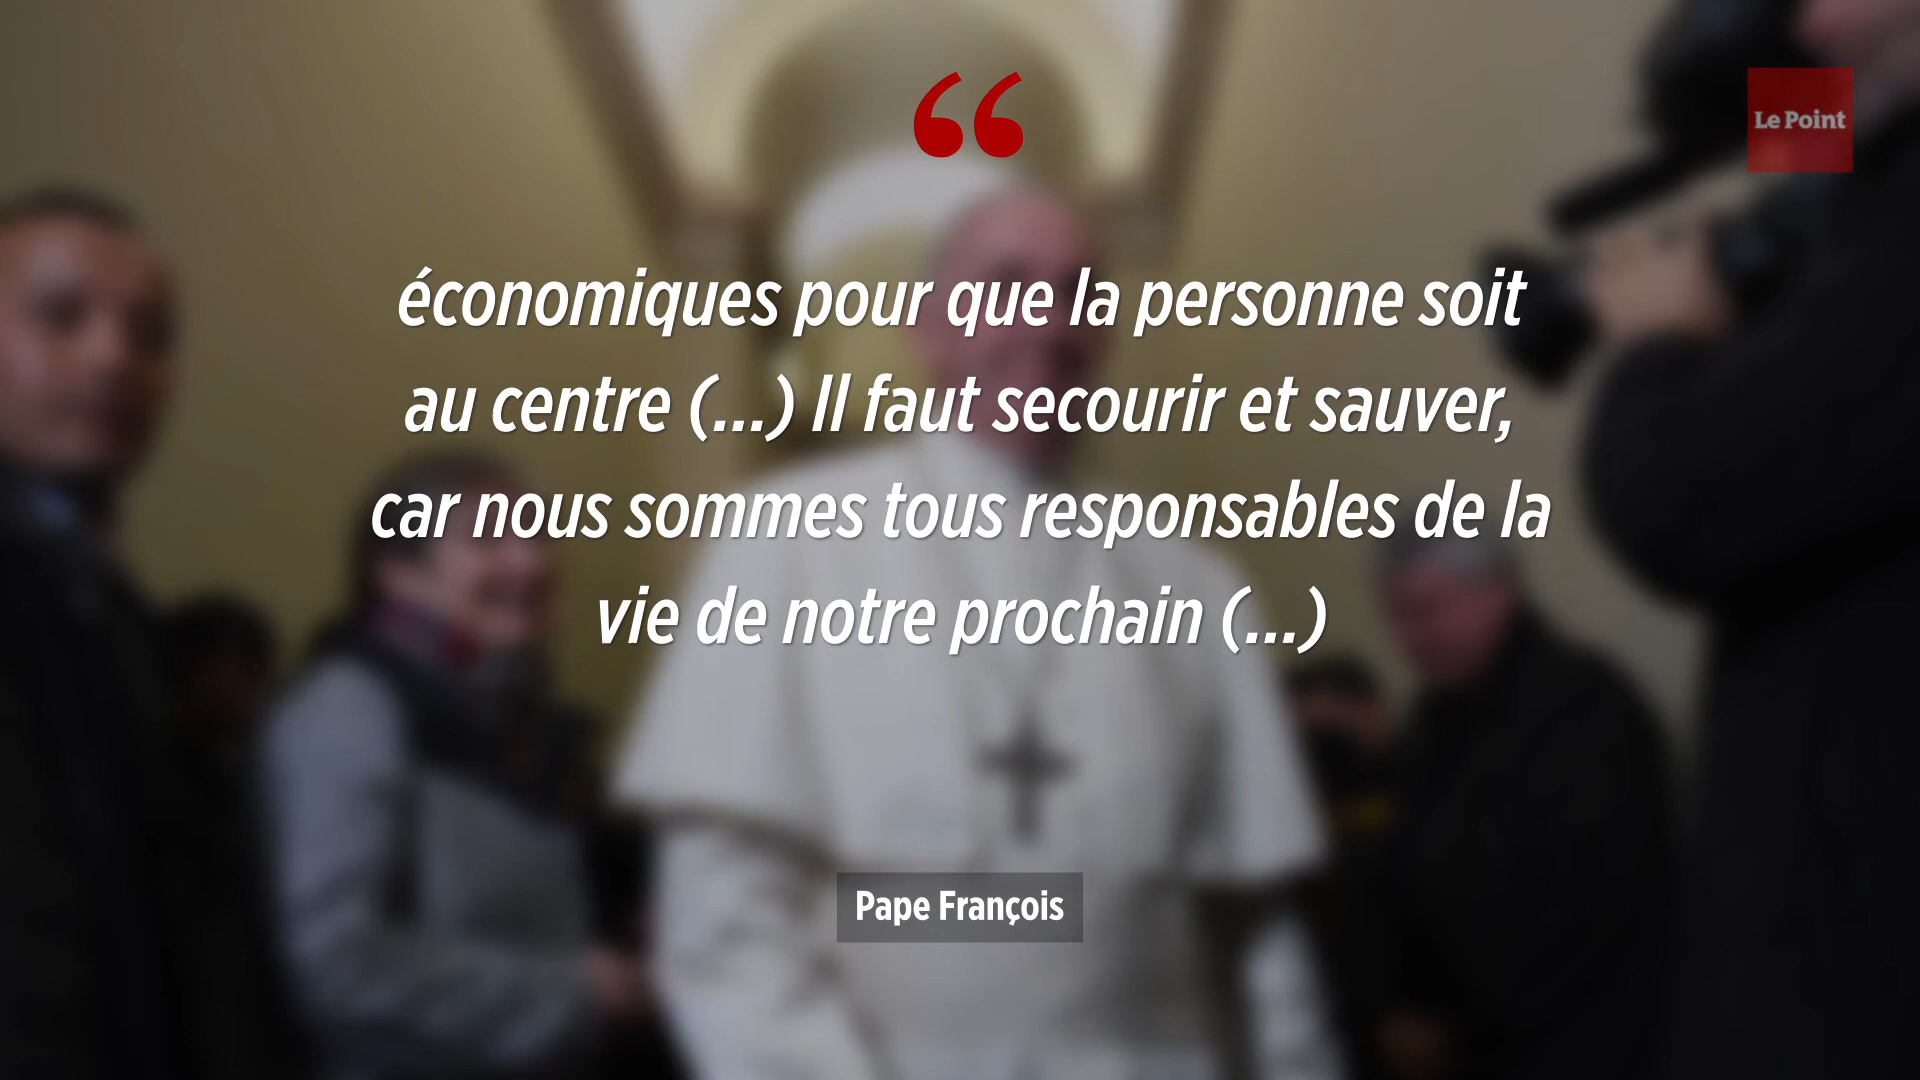 “
Le Point
économiques pour que la personne soit
au centre (...) Il faut secourir et sauver,
car nous sommes tous responsables de la
vie de notre prochain (...)
Pape François